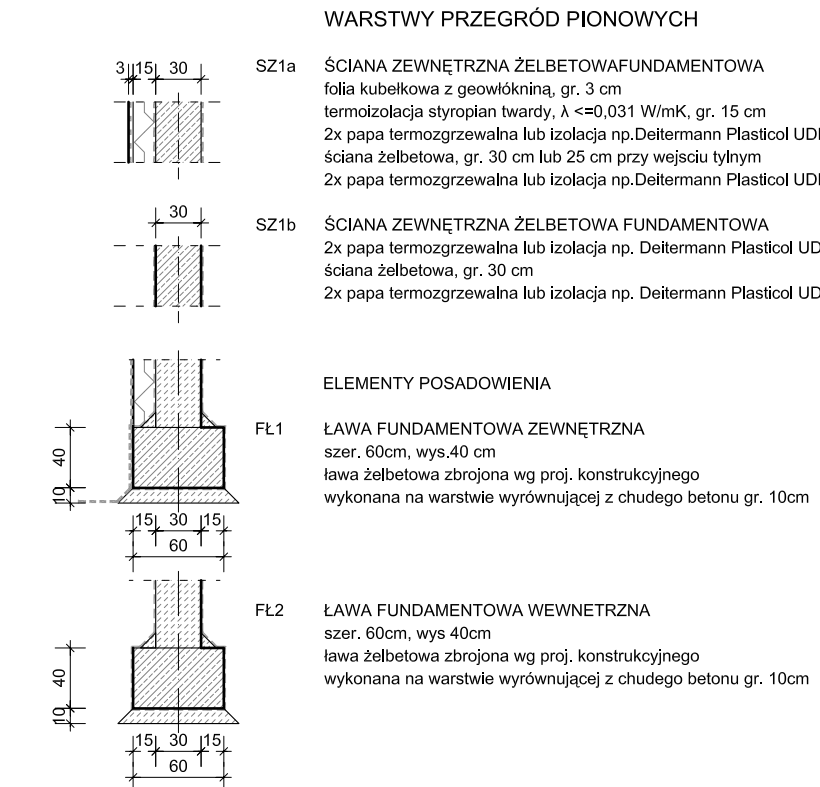 WARSTWY PRZEGRÓD PIONOWYCH
3 15 30
SZ1a ŚCIANA ZEWNĘTRZNA ŻELBETOWAFUNDAMENTOWA
folia kubełkowa z geowłókniną, gr. 3 cm
termoizolacja styropian twardy, λ <=0,031 W/mK, gr. 15 cm
2x papa termozgrzewalna lub izolacja np.Deitermann Plasticol
ściana żelbetowa, gr. 30 cm lub 25 cm przy wejsciu tylnym
2x papa termozgrzewalna lub izolacja np.Deitermann Plasticol
30
SZ1b ŚCIANA ZEWNĘTRZNA ŻELBETOWA FUNDAMENTOWA
2x papa termozgrzewalna lub izolacja np. Deitermann Plasticol UD
ściana żelbetowa, gr. 30 cm
2x papa termozgrzewalna lub izolacja np. Deitermann Plasticol UD
ELEMENTY POSADOWIENIA
FŁ1 ŁAWA FUNDAMENTOWA ZEWNĘTRZNA
szer. 60cm, wys.40 cm
ława żelbetowa zbrojona wg proj. konstrukcyjnego
wykonana na warstwie wyrównującej z chudego betonu gr. 10cm
40
10
15 30 15
60
FŁ2 ŁAWA FUNDAMENTOWA WEWNETRZNA
szer. 60cm, wys 40cm
ława żelbetowa zbrojona wg proj. konstrukcyjnego
wykonana na warstwie wyrównującej z chudego betonu gr. 10cm
40
10
15 30 15
60